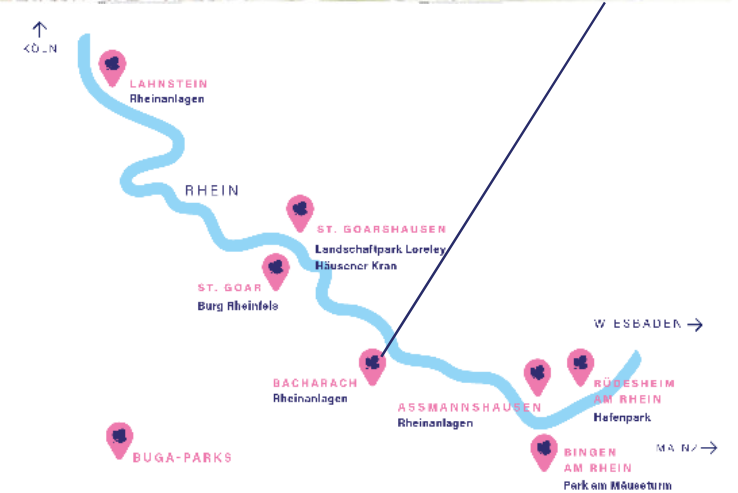 KÖLN
LAHNSTEIN
Rheinanlagen
RHEIN
ST. GOARSHAUSEN
Landschaftpark Loreley
Häusener Kran
ST. GOAR
Burg Rheinfels
WIESBADEN
BACHARACH
Rheinanlagen
ASSMANNSHAUSEN
Rheinanlagen
RÜDESHEIM
AM RHEIN
Hafenpark
BUGA-PARKS
BINGEN
AM RHEIN
Park am Mäuseturm
MAINZ